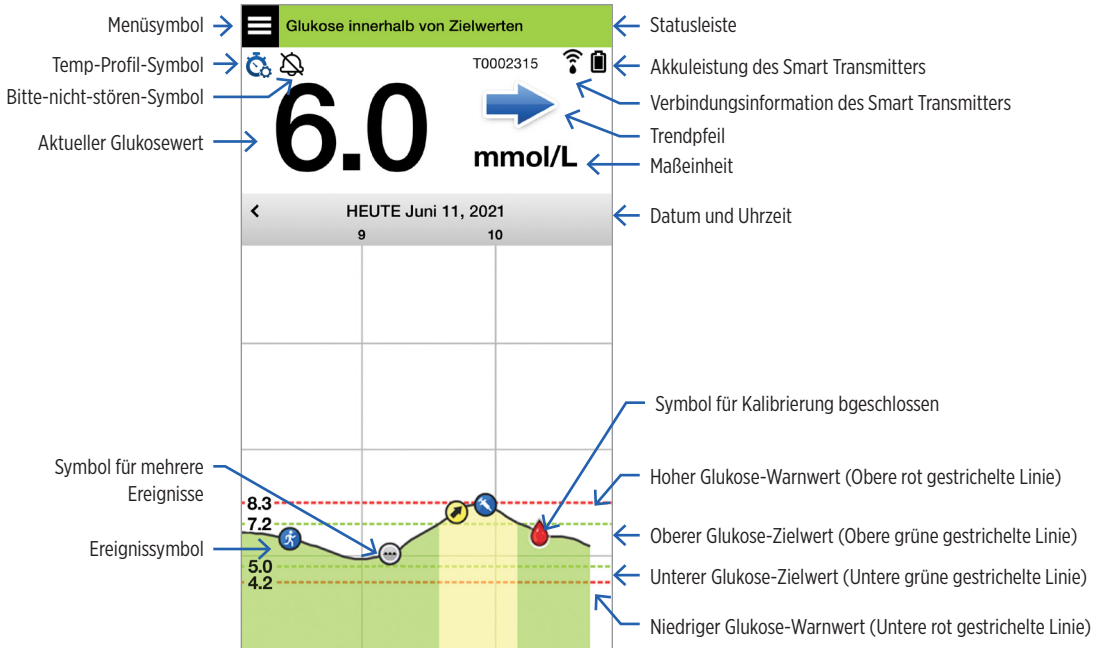 Menüsymbol
Glukose innerhalb von Zielwerten
Statusleiste
Temp-Profil-Symbol
T0002315
Akkuleistung des Smart Transmitters
Bitte-nicht-stören-Symbol
Verbindungsinformation des Smart Transmitters
Aktueller Glukosewert
6.0
Trendpfeil
mmol/L
Maßeinheit
HEUTE Juni 11, 2021
Datum und Uhrzeit
9
10
Symbol für Kalibrierung bgeschlossen
Symbol für mehrere
Ereignisse
Hoher Glukose-Warnwert (Obere rot gestrichelte Linie)
8.3
7.2
Oberer Glukose-Zielwert (Obere grüne gestrichelte Linie)
Ereignissymbol
5.0
Unterer Glukose-Zielwert (Untere grüne gestrichelte Linie)
4.2
Niedriger Glukose-Warnwert (Untere rot gestrichelte Linie)